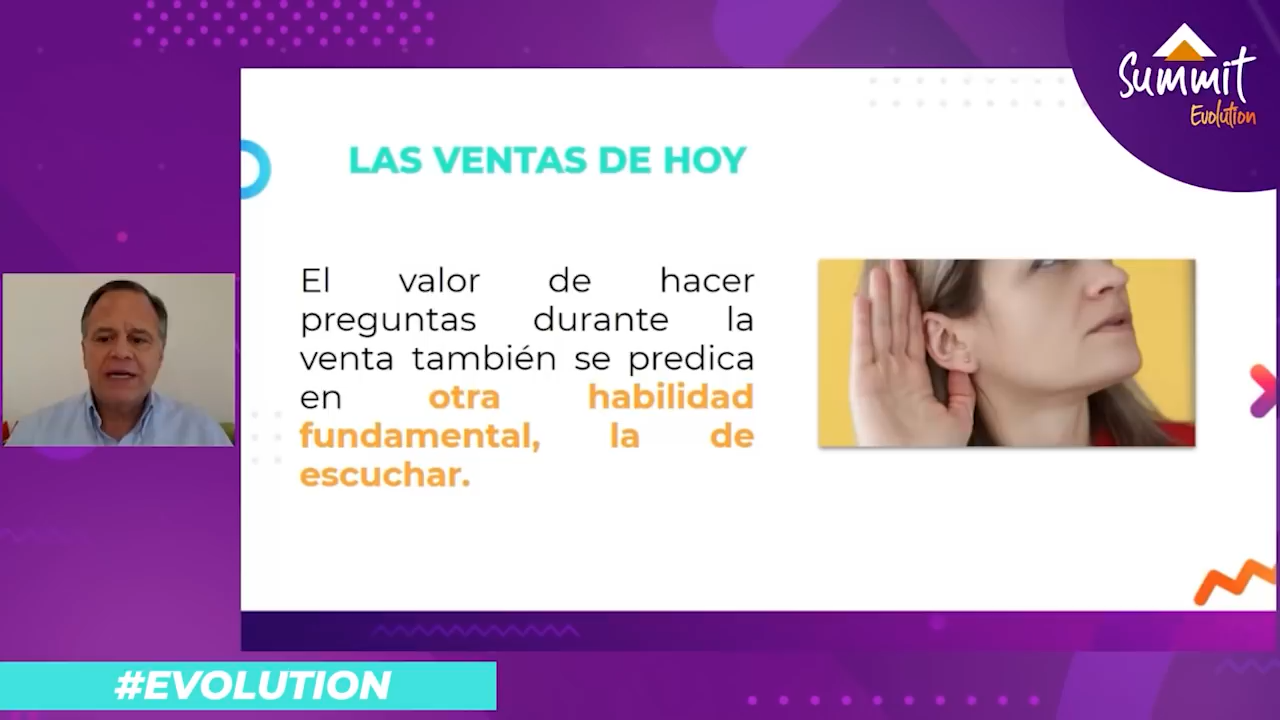 Summit
Evolution
LAS VENTAS DE HOY
El valor de hacer
preguntas durante la
venta también se predica
en otra habilidad
fundamental, la de
escuchar.
#EVOLUTION